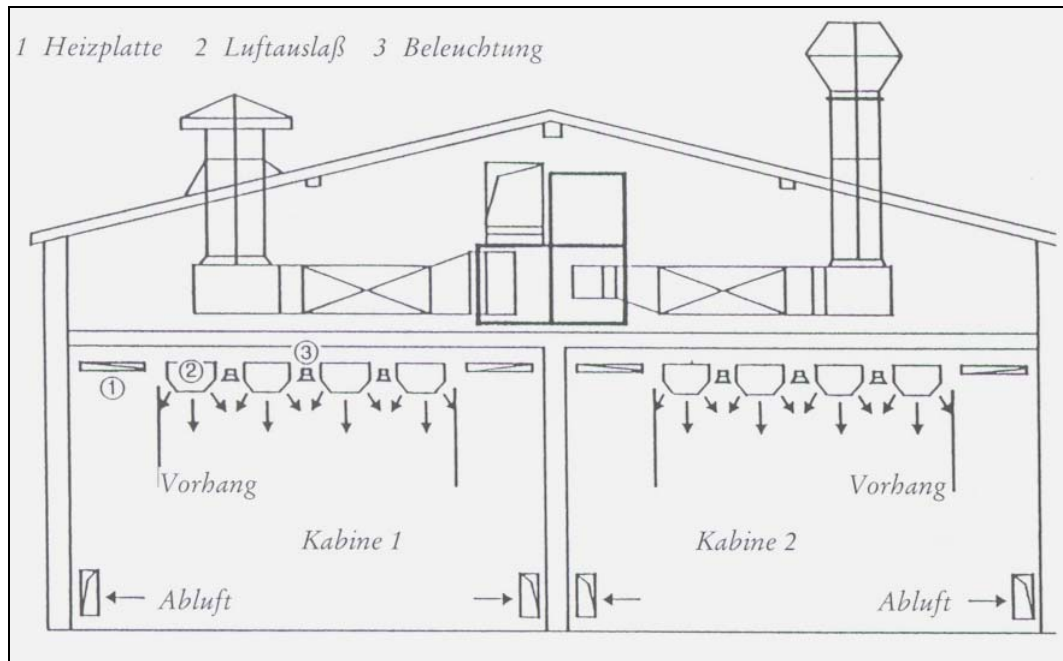 1 Heizplatte 2 Luftauslaß 3 Beleuchtung
③
②
①
Vorhang Vorhang
Kabine 1 Kabine 2
Abluft Abluft